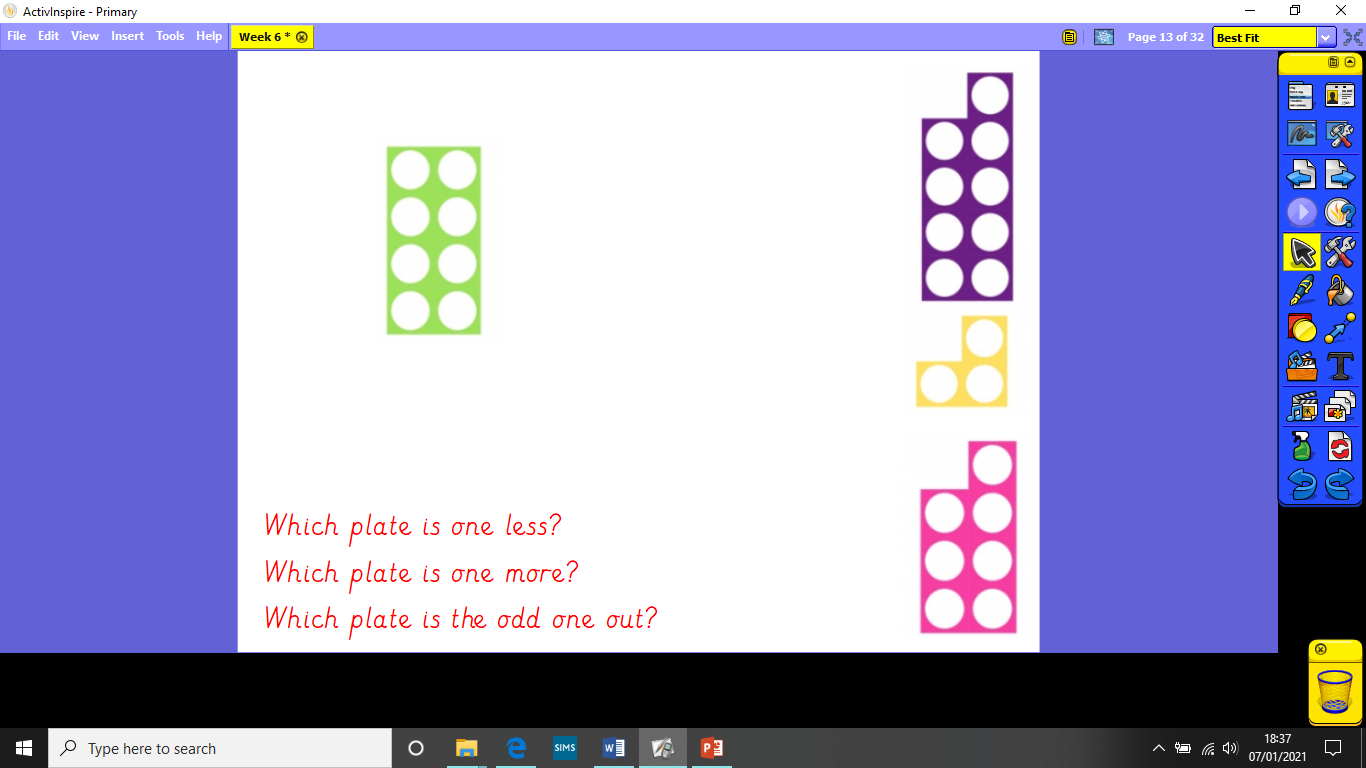 ActivInspire - Primary
File Edit View Insert Tools Help Week 6 * Page 13 of 32 Best Fit
Which plate is one less?
Which plate is one more?
Which plate is the odd one out?
Type here to search
SIMS
18:37
07/01/2021